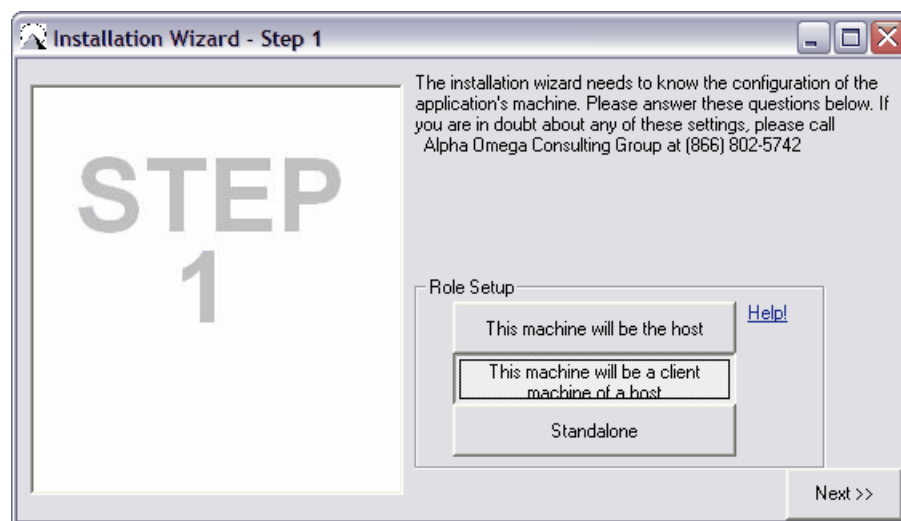 Installation Wizard - Step 1
The installation wizard needs to know the configuration of the
application's machine. Please answer these questions below. If
you are in doubt about any of these settings, please call
Alpha Omega Consulting Group at (866) 802-5742
STEP
1
Role Setup
This machine will be the host
Help!
This machine will be a client
machine of a host
Standalone
Next >>